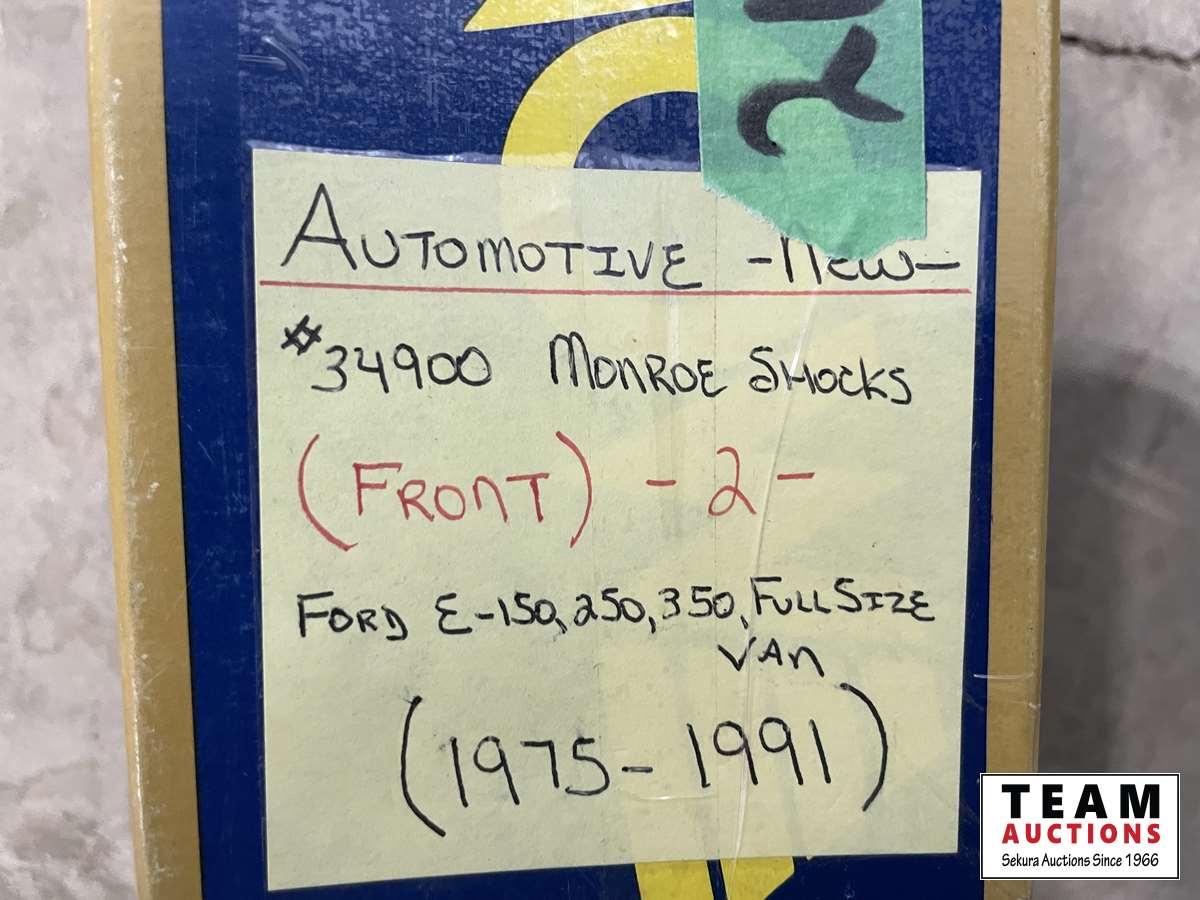 AUTOMOTIVE -New-
#34900 MONROE SHOCKS
(FRONT) - 2 -
FORD E-150, 250, 350, FULL SIZE
VAN
(1975 - 1991)
TEAM
AUCTIONS
Sekura Auctions Since 1966